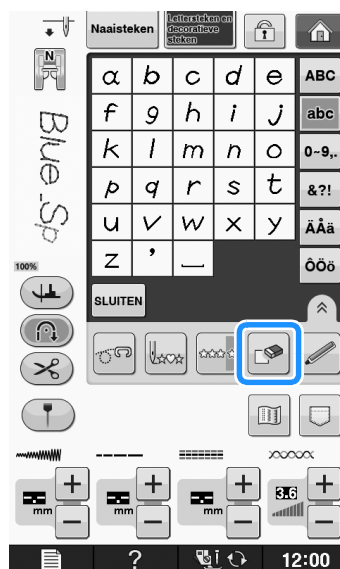 Naaisteken
Lettersteken en
decoratieve
steken
N
Blue_Sp
100%
a b c d e
f g h i j
k l m n o
p q r s t
u v w x y
z ' _
ABC
abc
0~9,.
&?!
ÄÅä
ÔÖö
SLUITEN
-.- mm
-.- mm
-.- mm
3.6
+ + + +
− − − −
?
12:00